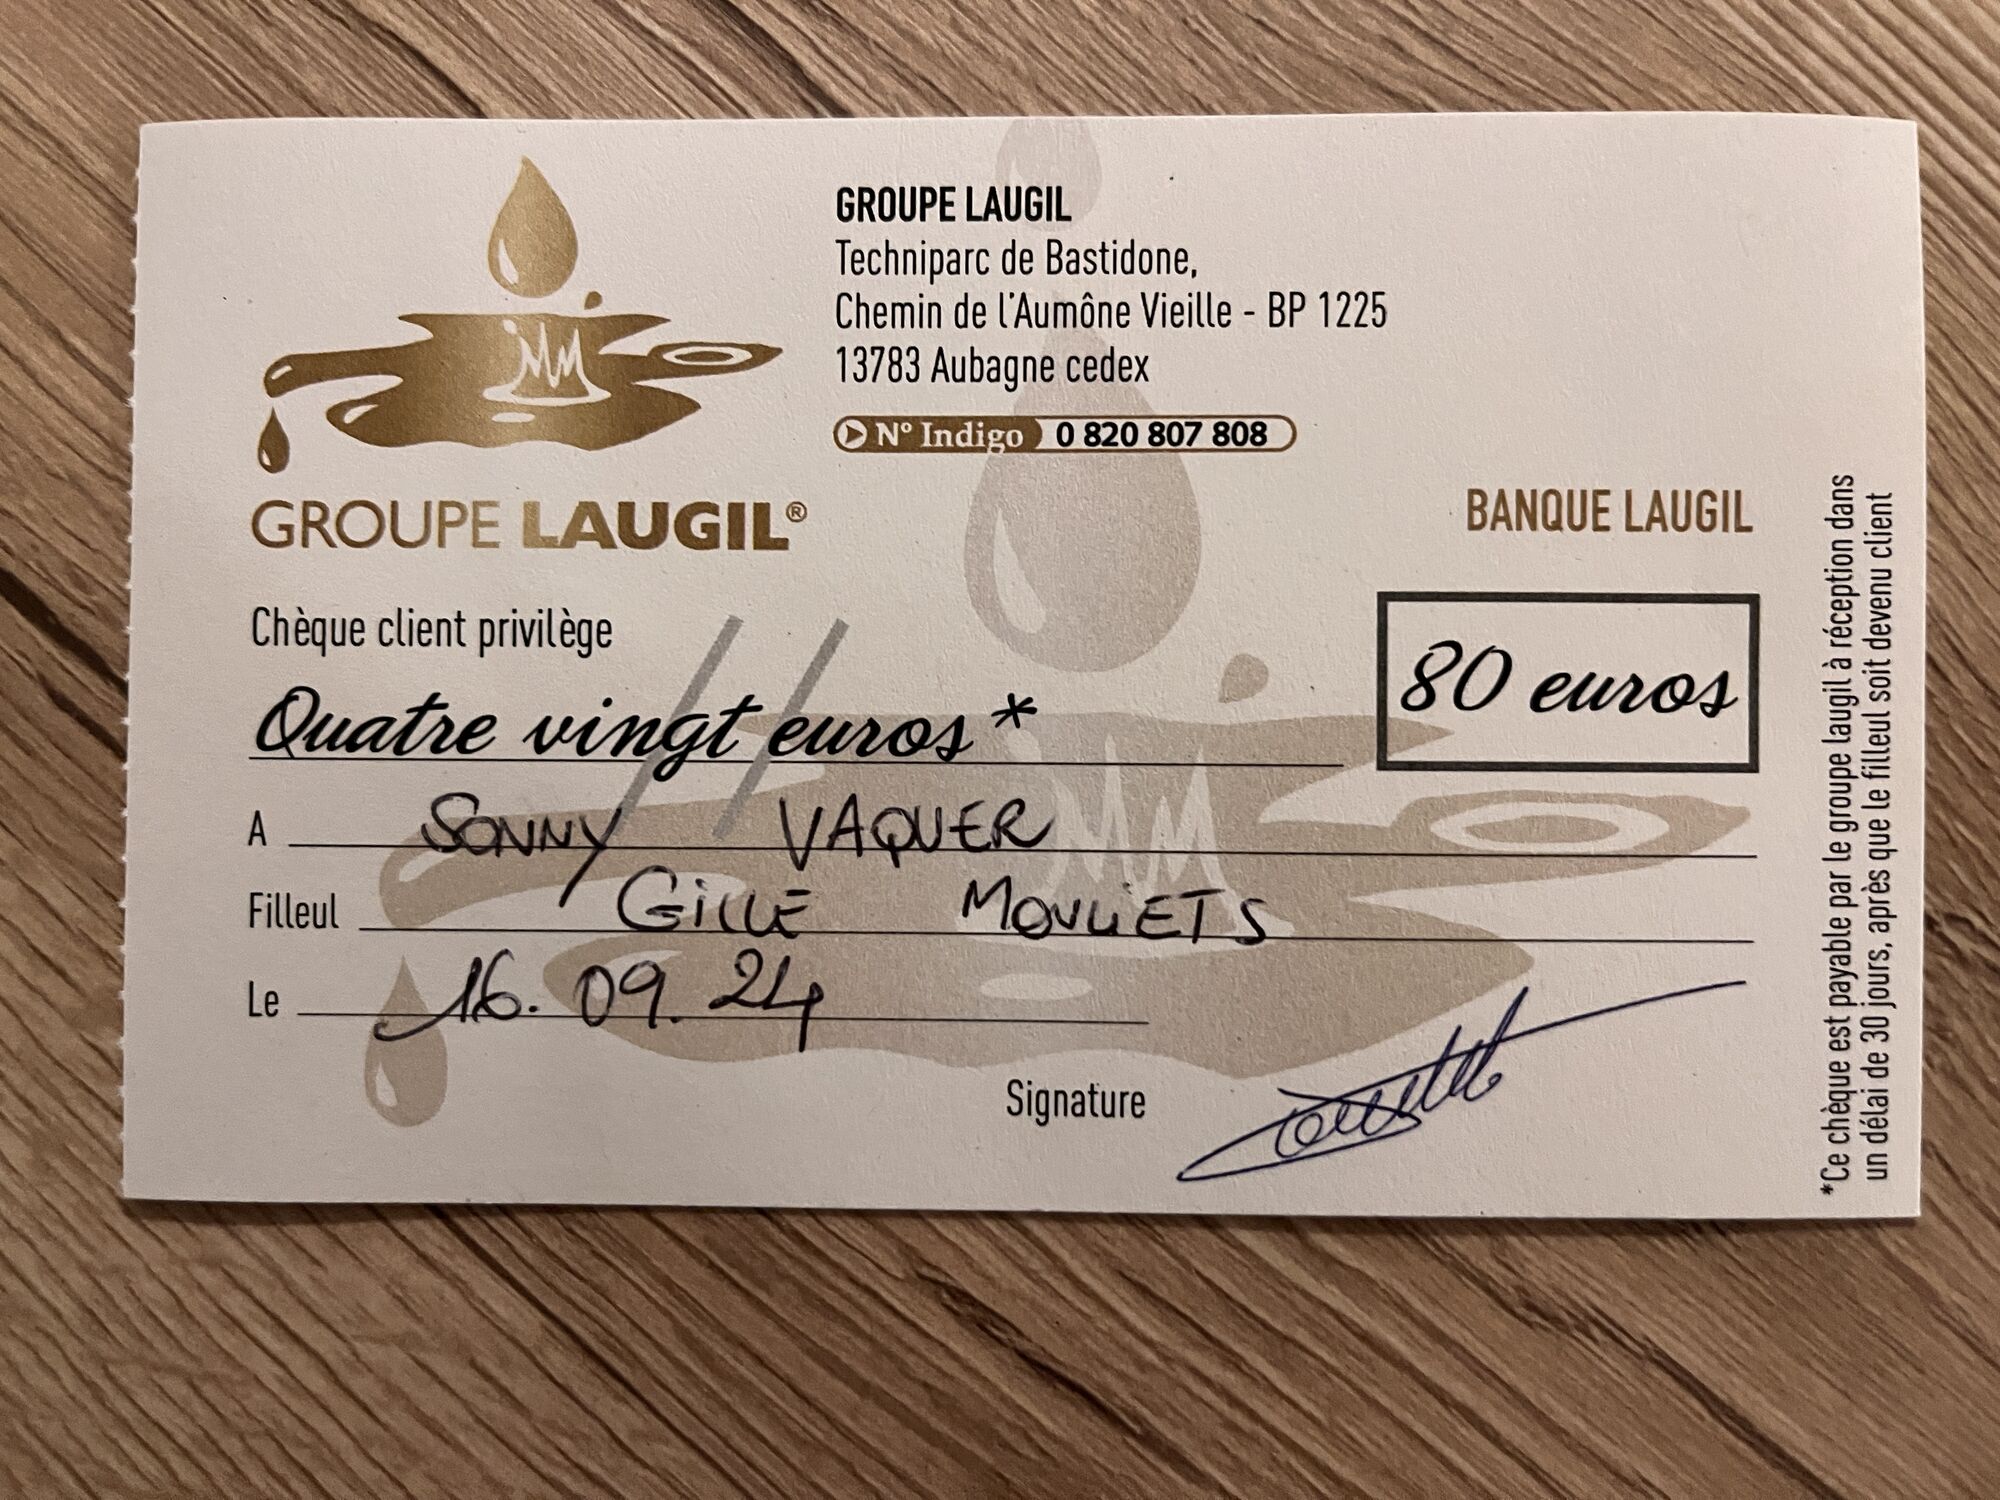 GROUPE LAUGIL
Techniparc de Bastidone,
Chemin de l'Aumône Vieille - BP 1225
13783 Aubagne cedex
N° Indigo 0 820 807 808
GROUPE LAUGIL®
BANQUE LAUGIL
Chèque client privilège
Quatre vingt euros*
80 euros
A SONNY VAQUER
Filleul GILLE MOULIETS
Le 16.09.24
Signature
*Ce chèque est payable par le groupe laugil à réception dans
un délai de 30 jours, après que le filleul soit devenu client